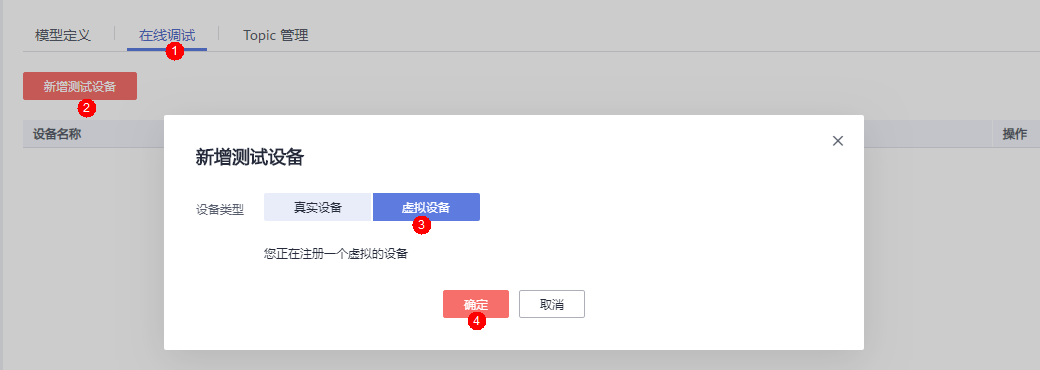 模型定义 在线调试 Topic 管理
1
新增测试设备
2
设备名称 操作
新增测试设备
设备类型 真实设备 虚拟设备
3
您正在注册一个虚拟的设备
确定 取消
4